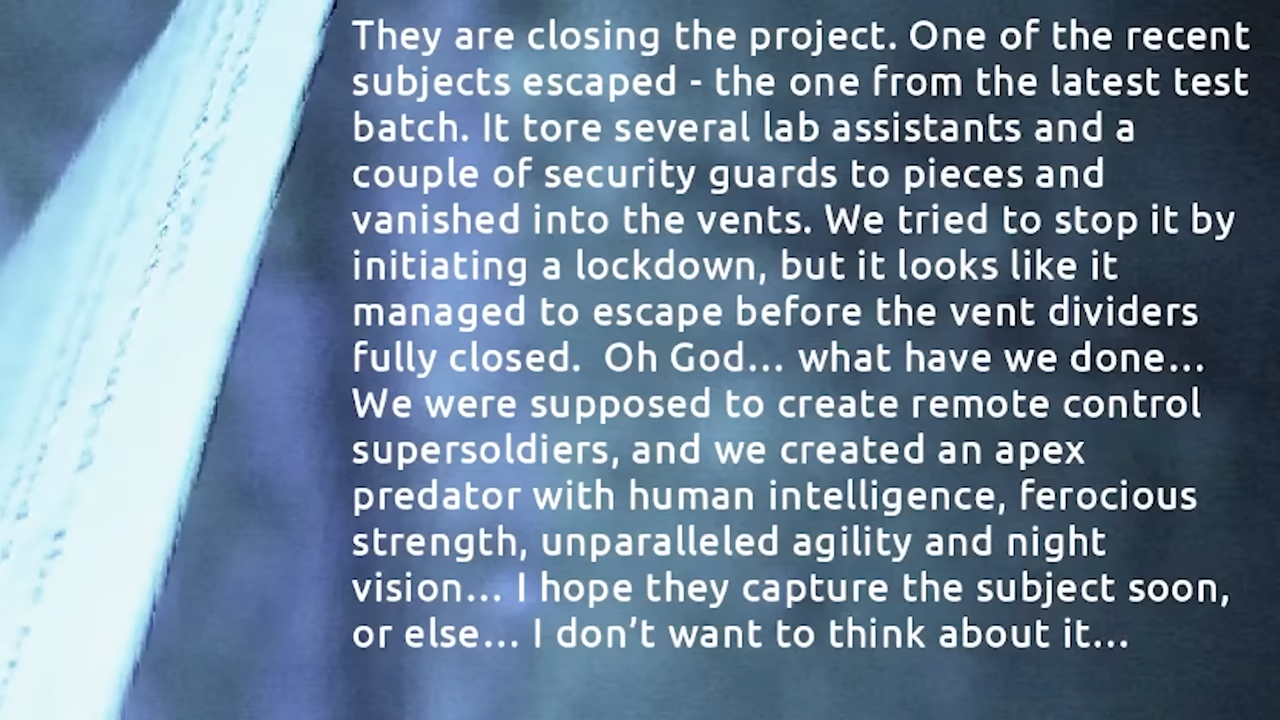 They are closing the project. One of the recent
subjects escaped - the one from the latest test
batch. It tore several lab assistants and a
couple of security guards to pieces and
vanished into the vents. We tried to stop it by
initiating a lockdown, but it looks like it
managed to escape before the vent dividers
fully closed.  Oh God... what have we done...
We were supposed to create remote control
supersoldiers, and we created an apex
predator with human intelligence, ferocious
strength, unparalleled agility and night
vision... I hope they capture the subject soon,
or else... I don’t want to think about it...